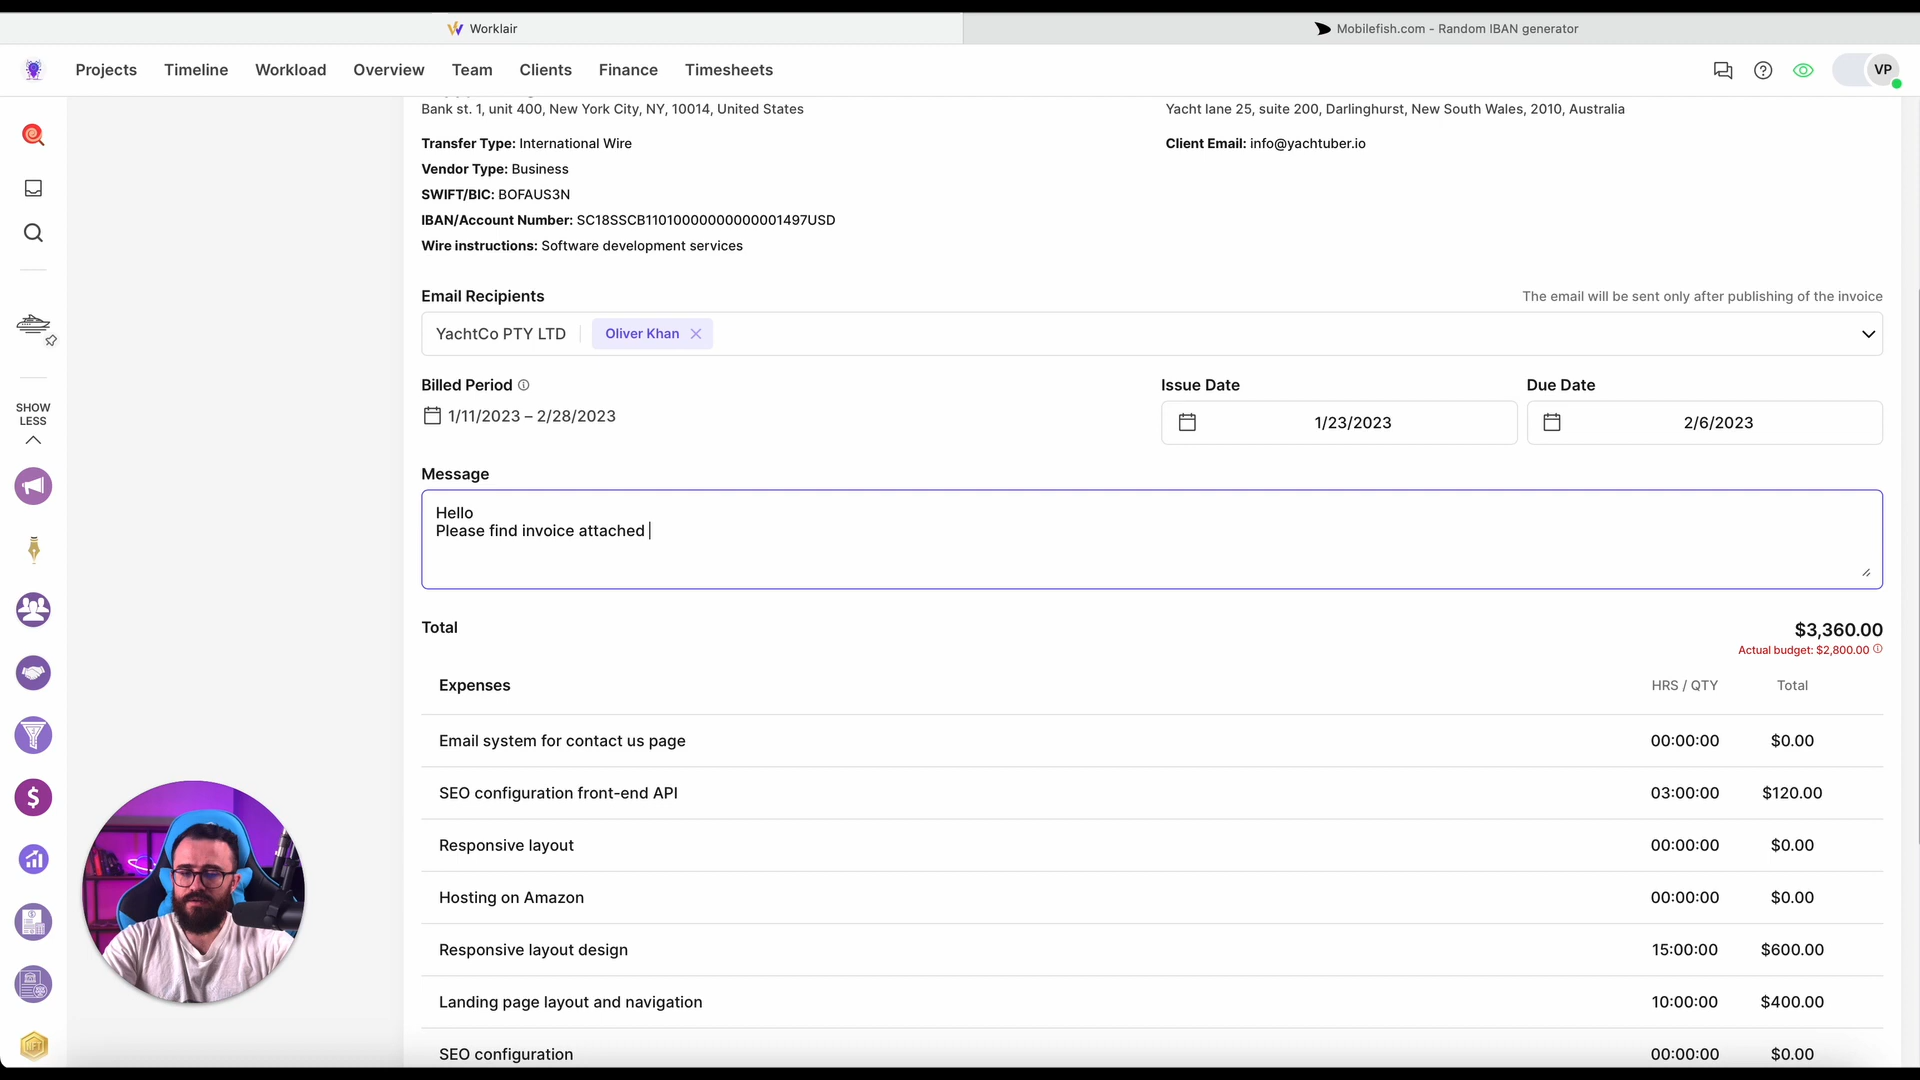 Worklair
Mobilefish.com - Random IBAN generator
Projects
Timeline
Workload
Overview
Team
Clients
Finance
Timesheets
VP
Bank st. 1, unit 400, New York City, NY, 10014, United States
Yacht lane 25, suite 200, Darlinghurst, New South Wales, 2010, Australia
Transfer Type: International Wire
Client Email: info@yachtuber.io
Vendor Type: Business
SWIFT/BIC: BOFAUS3N
IBAN/Account Number: SC18SSCB11010000000000001497USD
Wire instructions: Software development services
Email Recipients
The email will be sent only after publishing of the invoice
YachtCo PTY LTD
Oliver Khan
Billed Period
Issue Date
Due Date
1/11/2023 – 2/28/2023
1/23/2023
2/6/2023
SHOW
LESS
Message
Hello
Please find invoice attached
Total
$3,360.00
Actual budget: $2,800.00
Expenses
HRS / QTY
Total
Email system for contact us page
00:00:00
$0.00
SEO configuration front-end API
03:00:00
$120.00
Responsive layout
00:00:00
$0.00
Hosting on Amazon
00:00:00
$0.00
Responsive layout design
15:00:00
$600.00
Landing page layout and navigation
10:00:00
$400.00
SEO configuration
00:00:00
$0.00